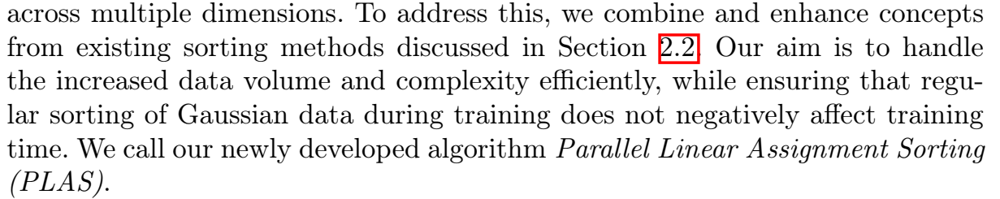 across multiple dimensions. To address this, we combine and enhance concepts
from existing sorting methods discussed in Section 2.2. Our aim is to handle
the increased data volume and complexity efficiently, while ensuring that regu-
lar sorting of Gaussian data during training does not negatively affect training
time. We call our newly developed algorithm Parallel Linear Assignment Sorting
(PLAS).